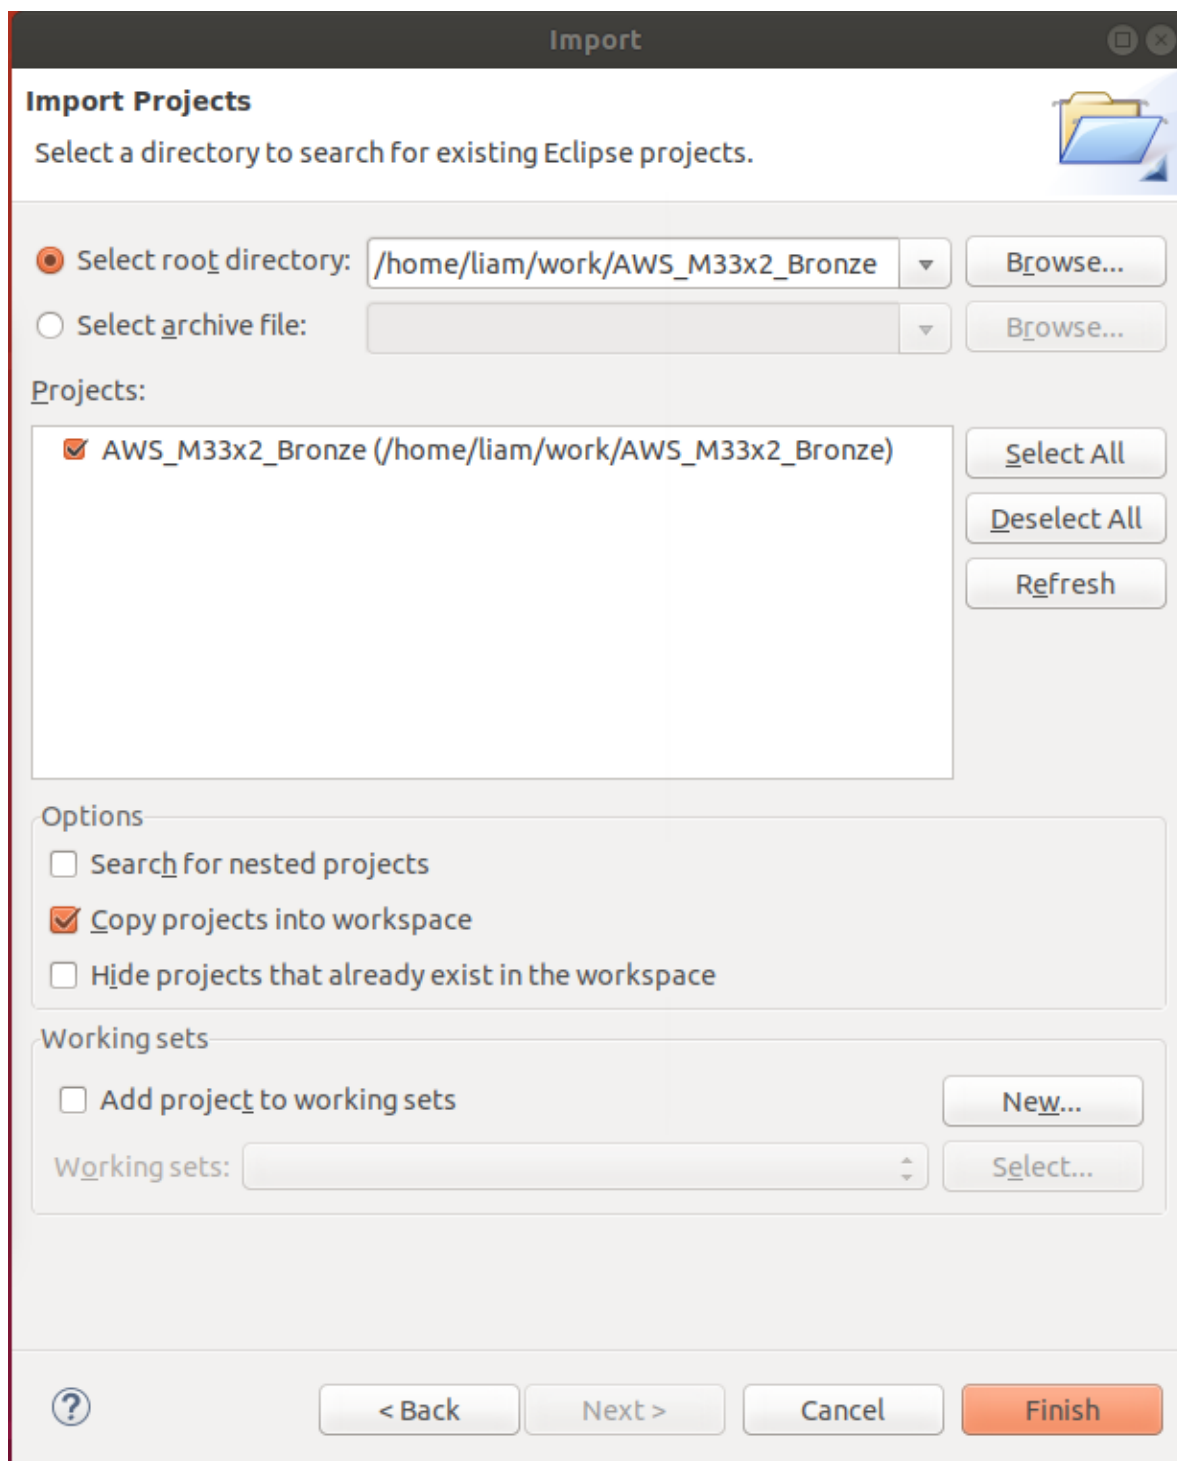 Import
Import Projects
Select a directory to search for existing Eclipse projects.
Select root directory: /home/liam/work/AWS_M33x2_Bronze Browse...
Select archive file: Browse...
Projects:
AWS_M33x2_Bronze (/home/liam/work/AWS_M33x2_Bronze)
Select All
Deselect All
Refresh
Options
Search for nested projects
Copy projects into workspace
Hide projects that already exist in the workspace
Working sets
Add project to working sets New...
Working sets: Select...
? < Back Next > Cancel Finish